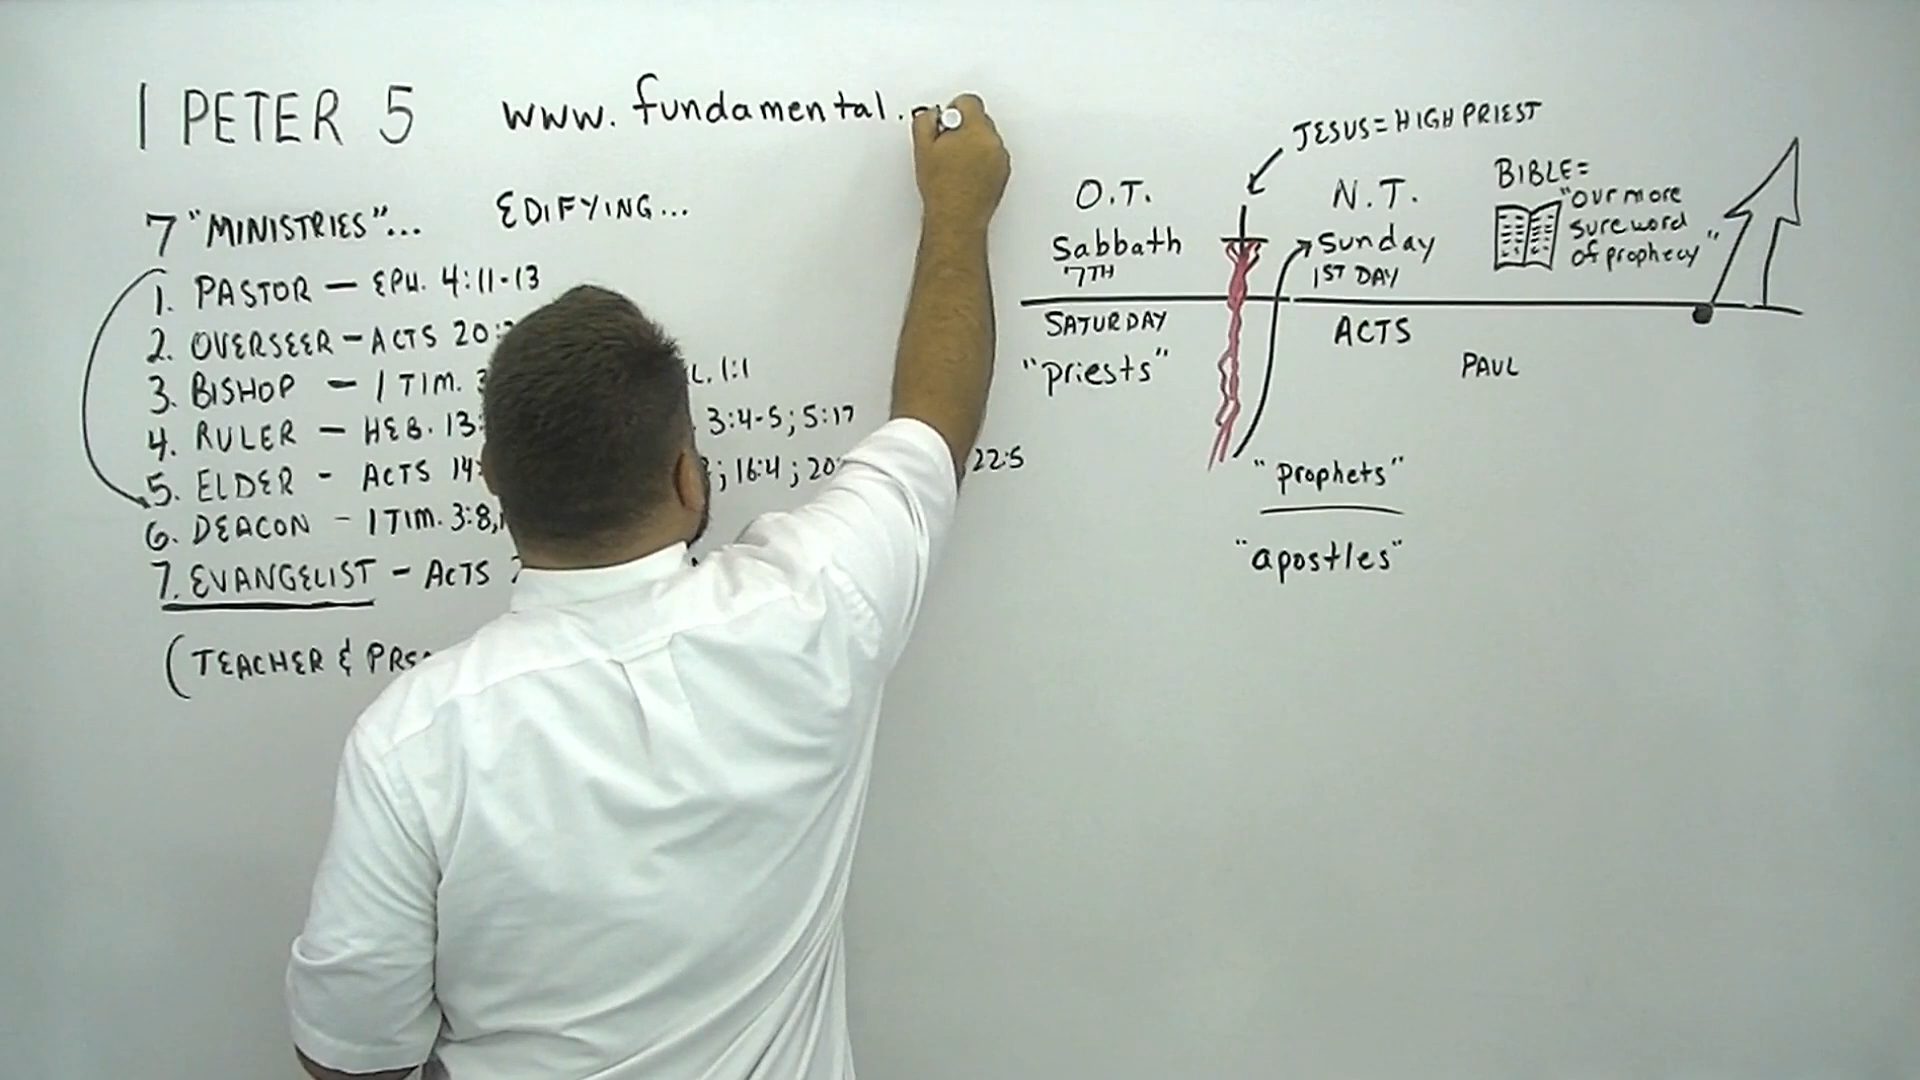 1 PETER 5
www.fundamental.
7 "MINISTRIES"...
EDIFYING...
1. PASTOR — EPH. 4:11-13
2. OVERSEER — ACTS 20:
3. BISHOP — 1 TIM. 3 L. 1:1
4. RULER — HEB. 13: 3:4-5; 5:17
5. ELDER - ACTS 14: ; 16:4; 20: 22:5
6. DEACON - 1 TIM. 3:8,
7. EVANGELIST - ACTS
(TEACHER & PREA
JESUS = HIGH PRIEST
O.T.
Sabbath
7TH
SATURDAY
"priests"
N.T.
Sunday
1ST DAY
ACTS
PAUL
"prophets"
"apostles"
BIBLE =
"our more
sure word
of prophecy"